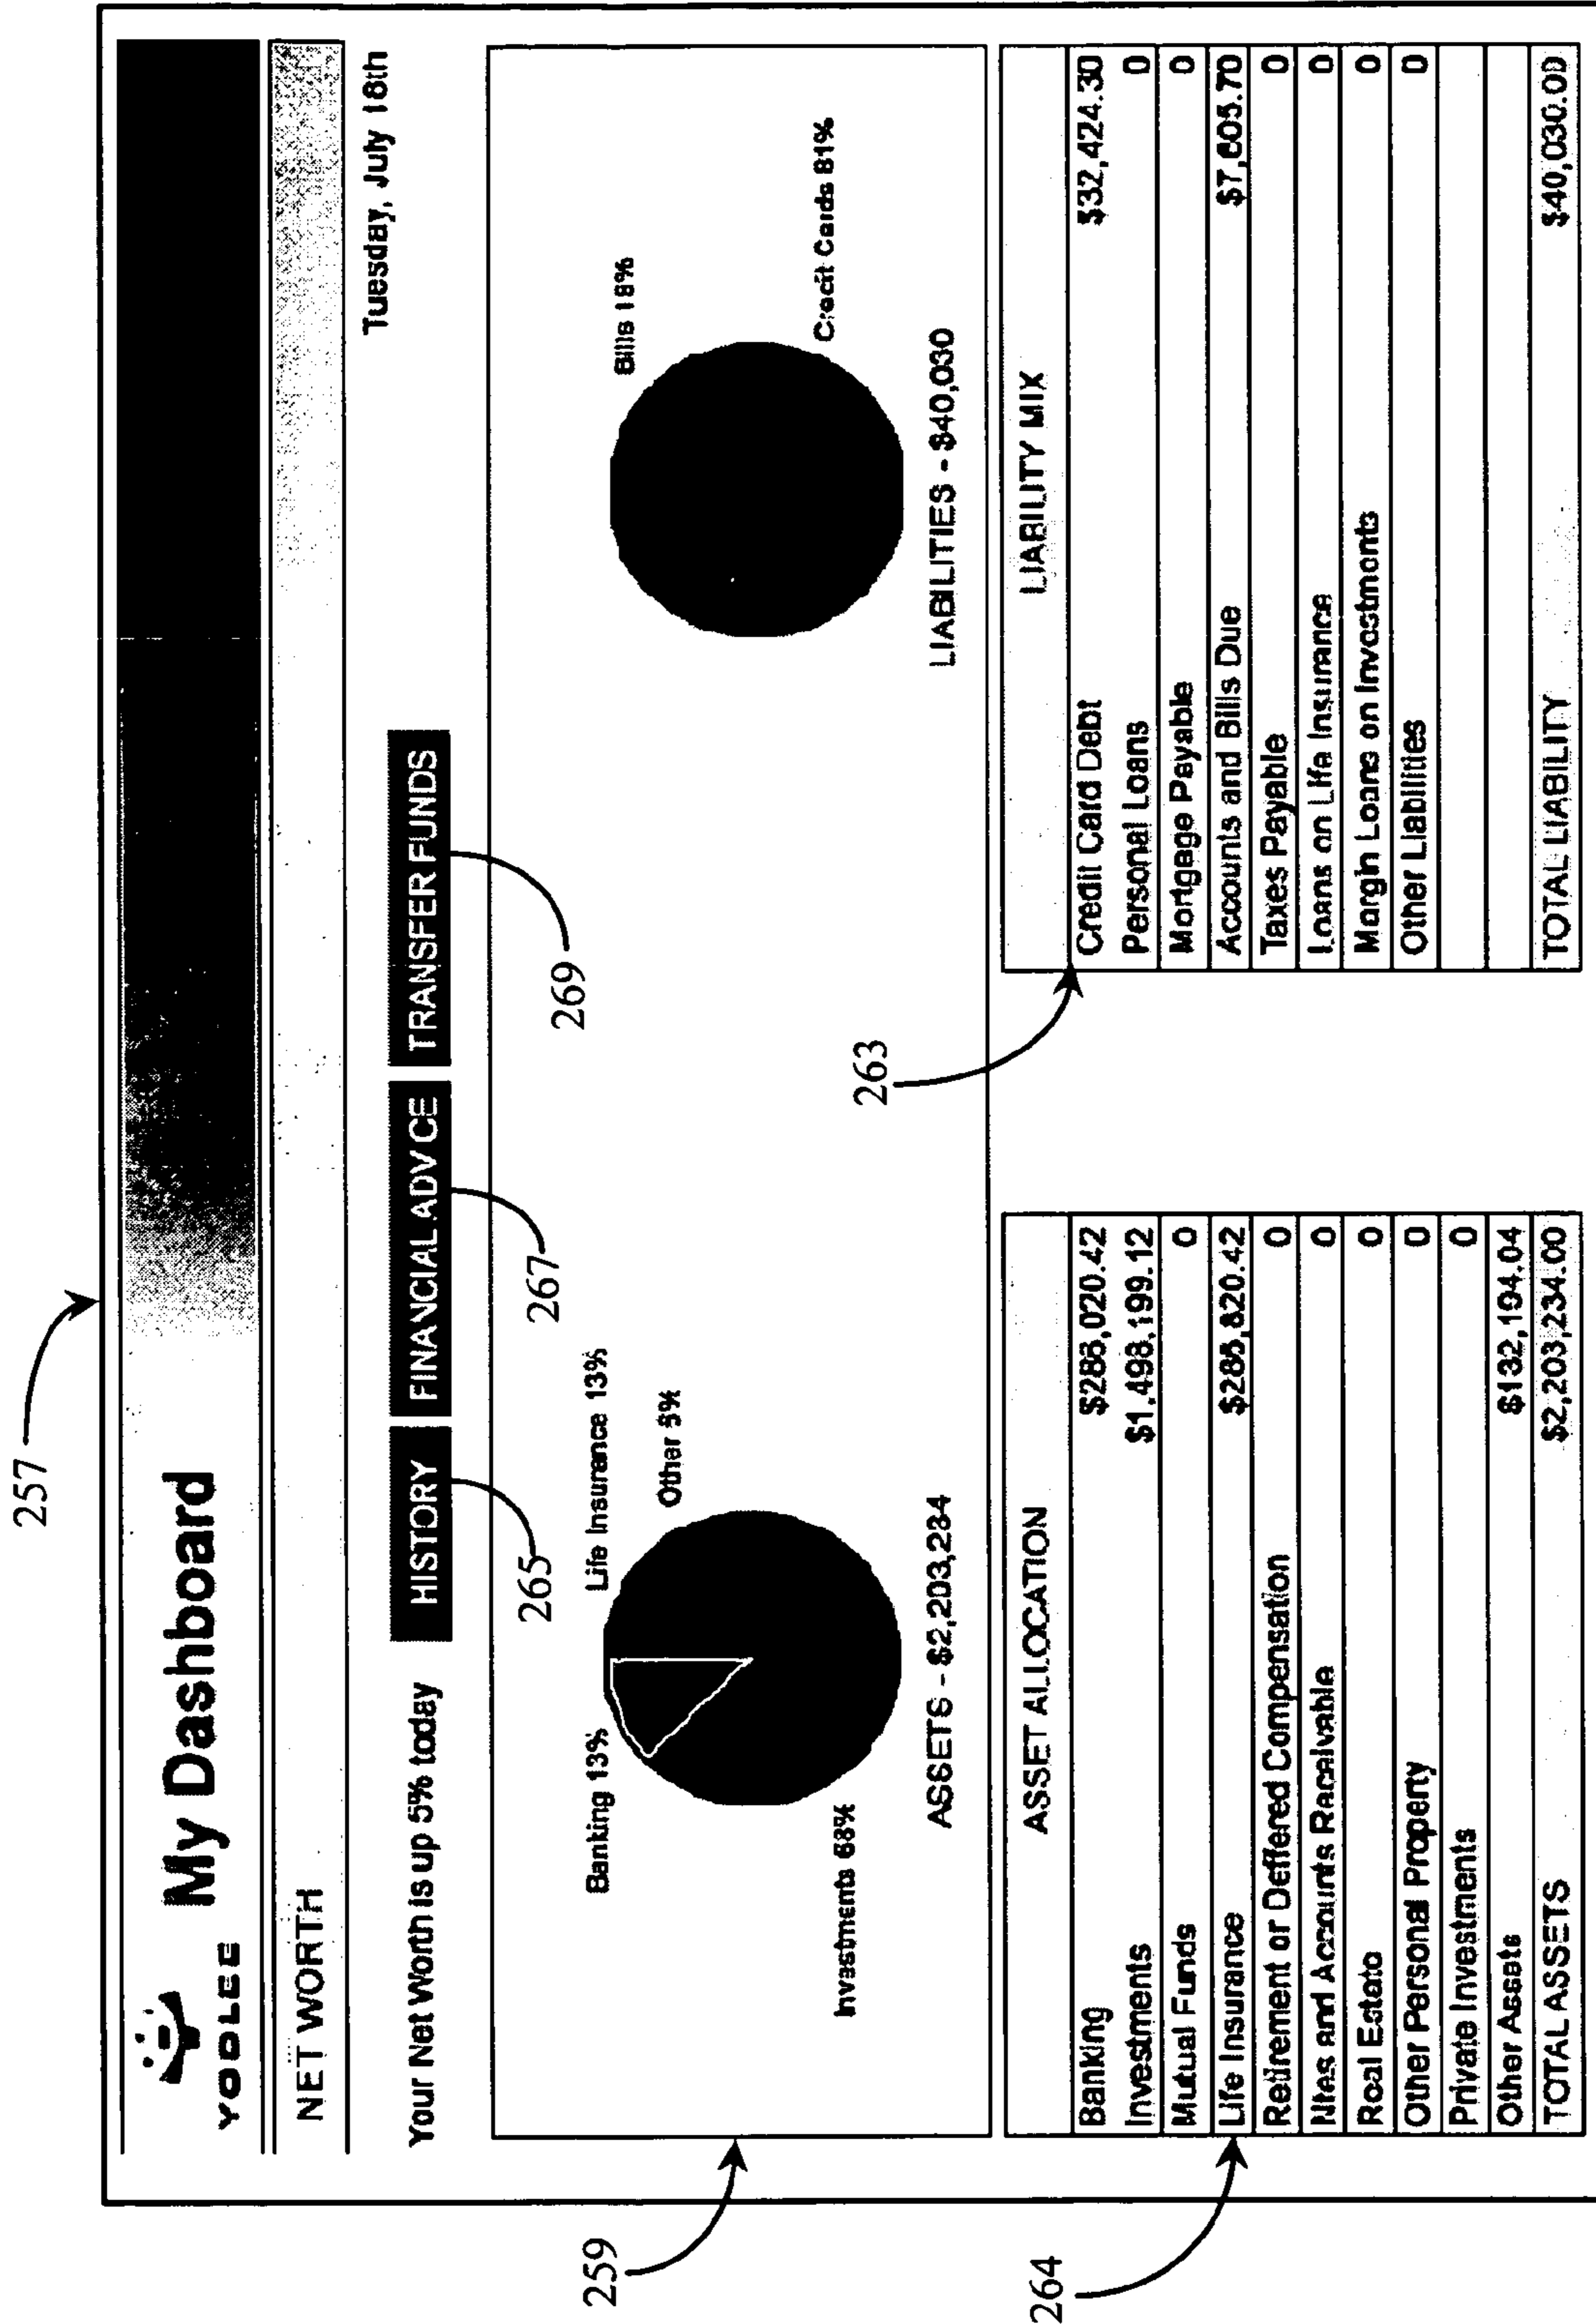 257
YODLEE My Dashboard
NET WORTH
Tuesday, July 18th
Your Net Worth is up 5% today
HISTORY
FINANCIAL ADVICE
TRANSFER FUNDS
265
267
269
259
Banking 13%
Life Insurance 13%
Other 5%
Investments 68%
ASSETS - $2,203,234
Bills 18%
Credit Cards 81%
LIABILITIES - $40,030
263
264
ASSET ALLOCATION
Banking $286,020.42
Investments $1,498,199.12
Mutual Funds 0
Life Insurance $286,820.42
Retirement or Deffered Compensation 0
Ntes and Accounts Receivable 0
Real Estate 0
Other Personal Property 0
Private Investments 0
Other Assets $132,194.04
TOTAL ASSETS $2,203,234.00
LIABILITY MIX
Credit Card Debt $32,424.30
Personal Loans 0
Mortgage Payable 0
Accounts and Bills Due $7,605.70
Taxes Payable 0
Loans on Life Insurance 0
Margin Loans on Investments 0
Other Liabilities 0
TOTAL LIABILITY $40,030.00